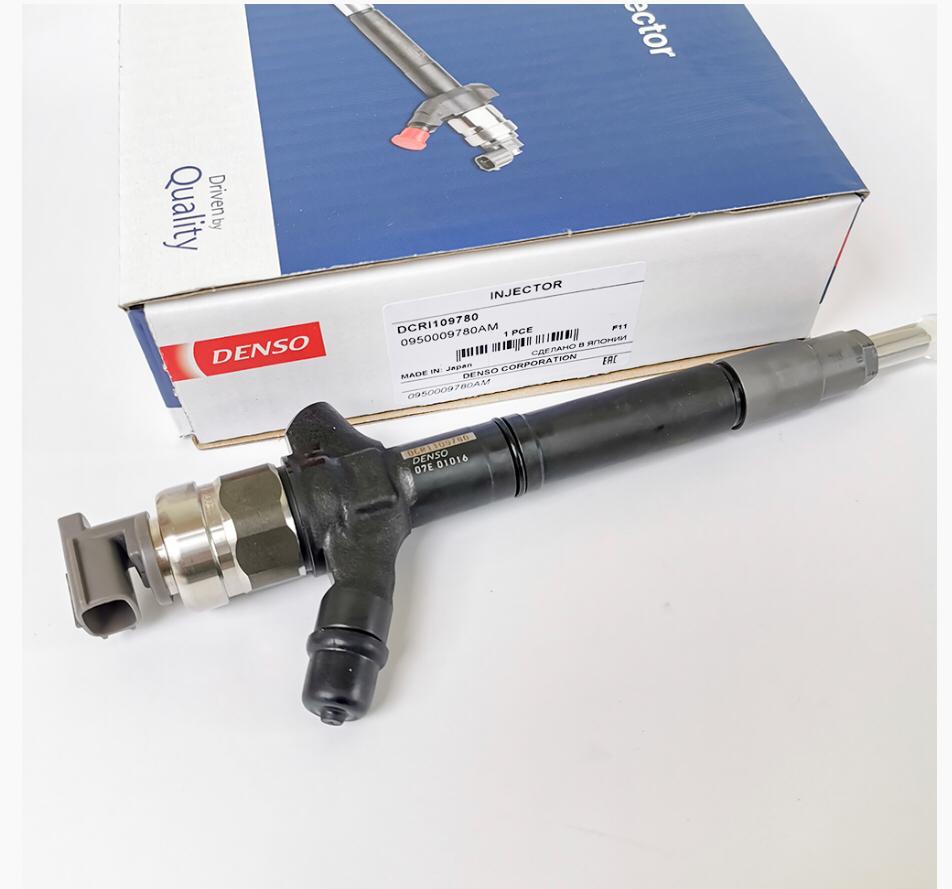 ector
Driven by
Quality
DENSO
INJECTOR
DCRI109780
0950009780AM
1 PCE
F11
СДЕЛАНО В ЯПОНИИ
MADE IN: Japan
DENSO CORPORATION
EAC
0950009780AM
DCRI109780
DENSO
07E 01016